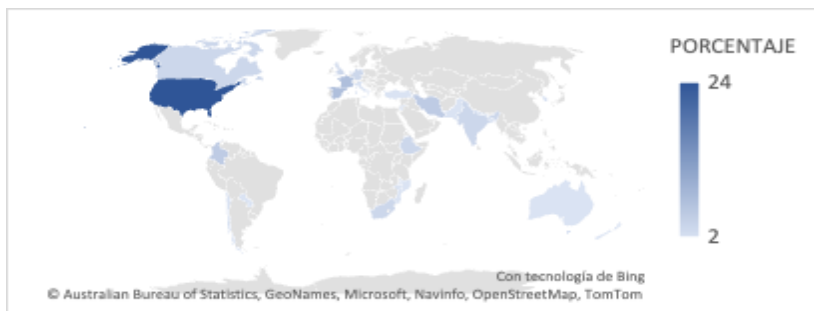 PORCENTAJE
24
2
Con tecnología de Bing
© Australian Bureau of Statistics, GeoNames, Microsoft, Navinfo, OpenStreetMap, TomTom